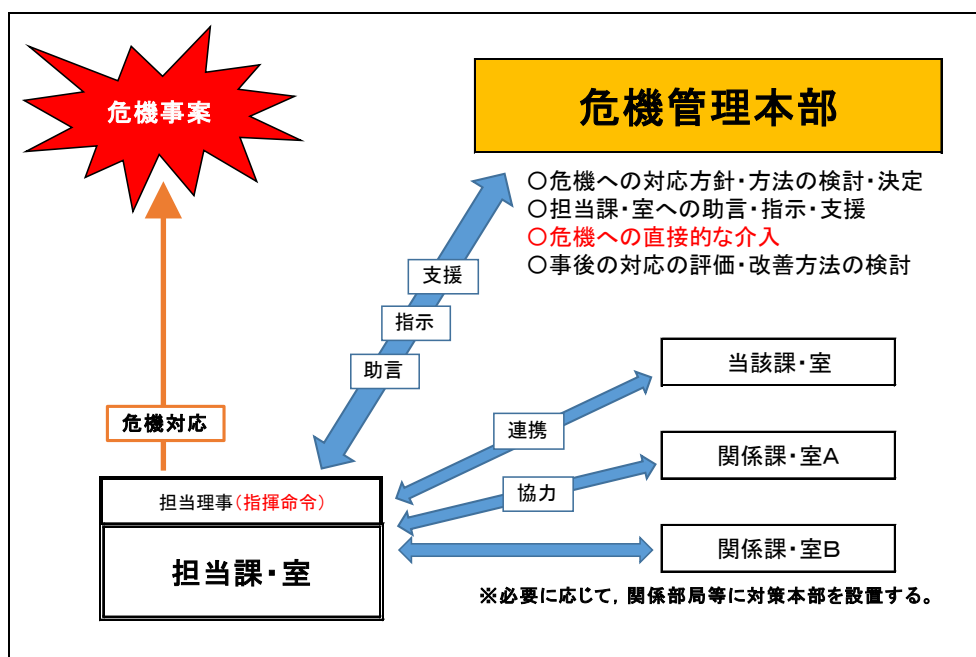 危機事案
危機管理本部
○危機への対応方針・方法の検討・決定
○担当課・室への助言・指示・支援
○危機への直接的な介入
○事後の対応の評価・改善方法の検討
支援
指示
助言
当該課・室
連携
危機対応
関係課・室A
協力
担当理事(指揮命令)
担当課・室
関係課・室B
※必要に応じて，関係部局等に対策本部を設置する。